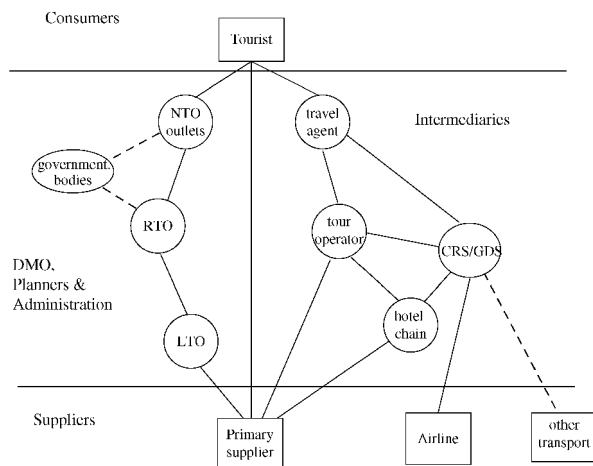 Consumers
Tourist
NTO
outlets
travel
agent
Intermediaries
government.
bodies
RTO
tour
operator
CRS/GDS
DMO,
Planners &
Administration
hotel
chain
LTO
Suppliers
Primary
supplier
Airline
other
transport